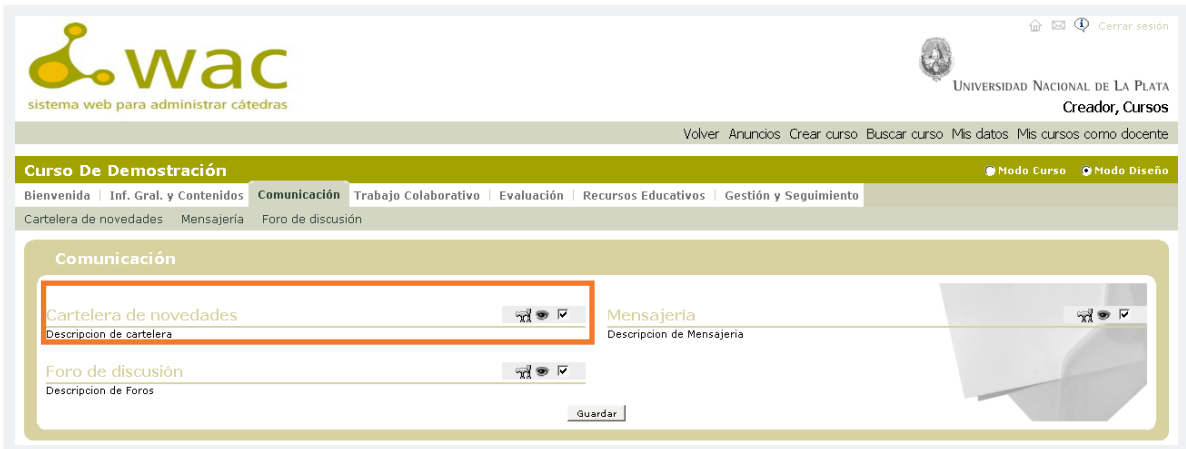 Cerrar sesión
wac
sistema web para administrar cátedras
UNIVERSIDAD NACIONAL DE LA PLATA
Creador, Cursos
Volver Anuncios Crear curso Buscar curso Mis datos Mis cursos como docente
Curso De Demostración Modo Curso Modo Diseño
Bienvenida Inf. Gral. y Contenidos Comunicación Trabajo Colaborativo Evaluación Recursos Educativos Gestión y Seguimiento
Cartelera de novedades Mensajería Foro de discusión
Comunicación
Cartelera de novedades
Descripcion de cartelera
Mensajería
Descripcion de Mensajeria
Foro de discusión
Descripcion de Foros
Guardar